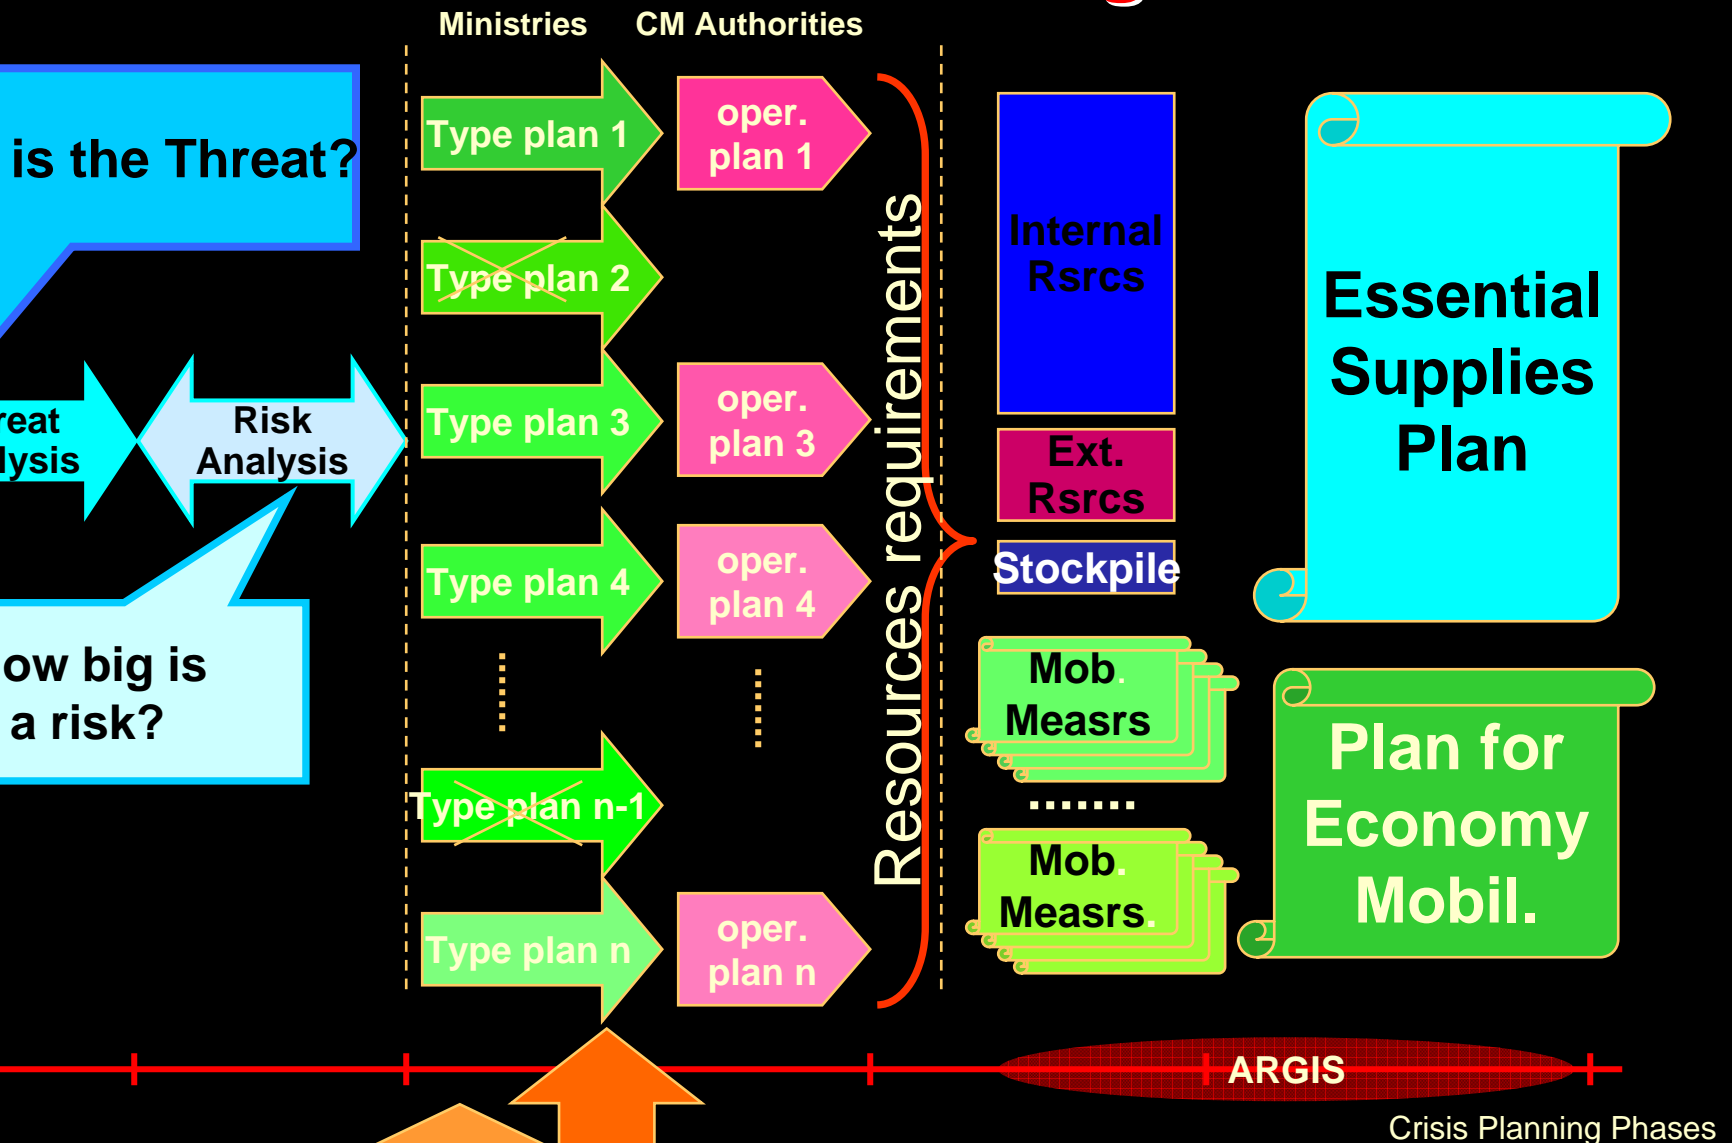 Ministries
CM Authorities
is the Threat?
Type plan 1
oper.
plan 1
Type plan 2
Type plan 3
oper.
plan 3
Type plan 4
oper.
plan 4
Type plan n-1
Type plan n
oper.
plan n
reat
lysis
Risk
Analysis
ow big is
a risk?
Resources requirements
Internal
Rsrcs
Ext.
Rsrcs
Stockpile
Mob.
Measrs
.......
Mob.
Measrs.
Essential
Supplies
Plan
Plan for
Economy
Mobil.
ARGIS
Crisis Planning Phases